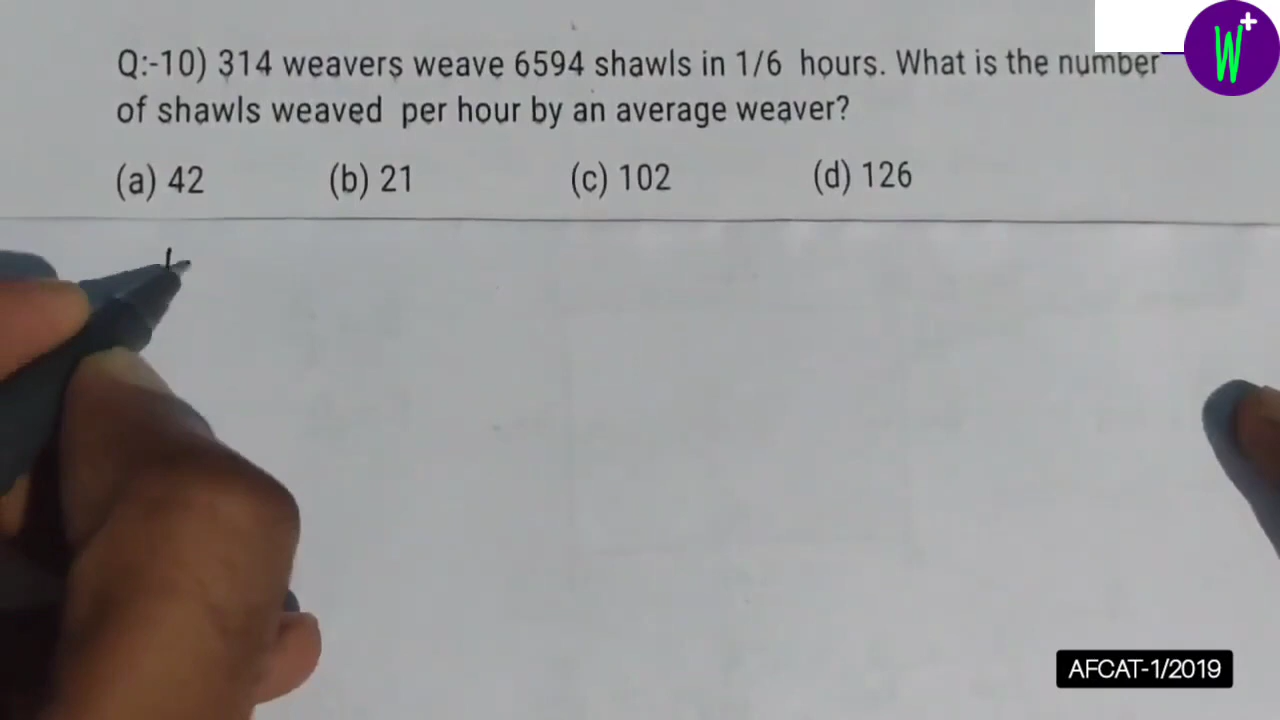 W+
Q:-10) 314 weavers weave 6594 shawls in 1/6 hours. What is the number
of shawls weaved per hour by an average weaver?
(a) 42 (b) 21 (c) 102 (d) 126
AFCAT-1/2019